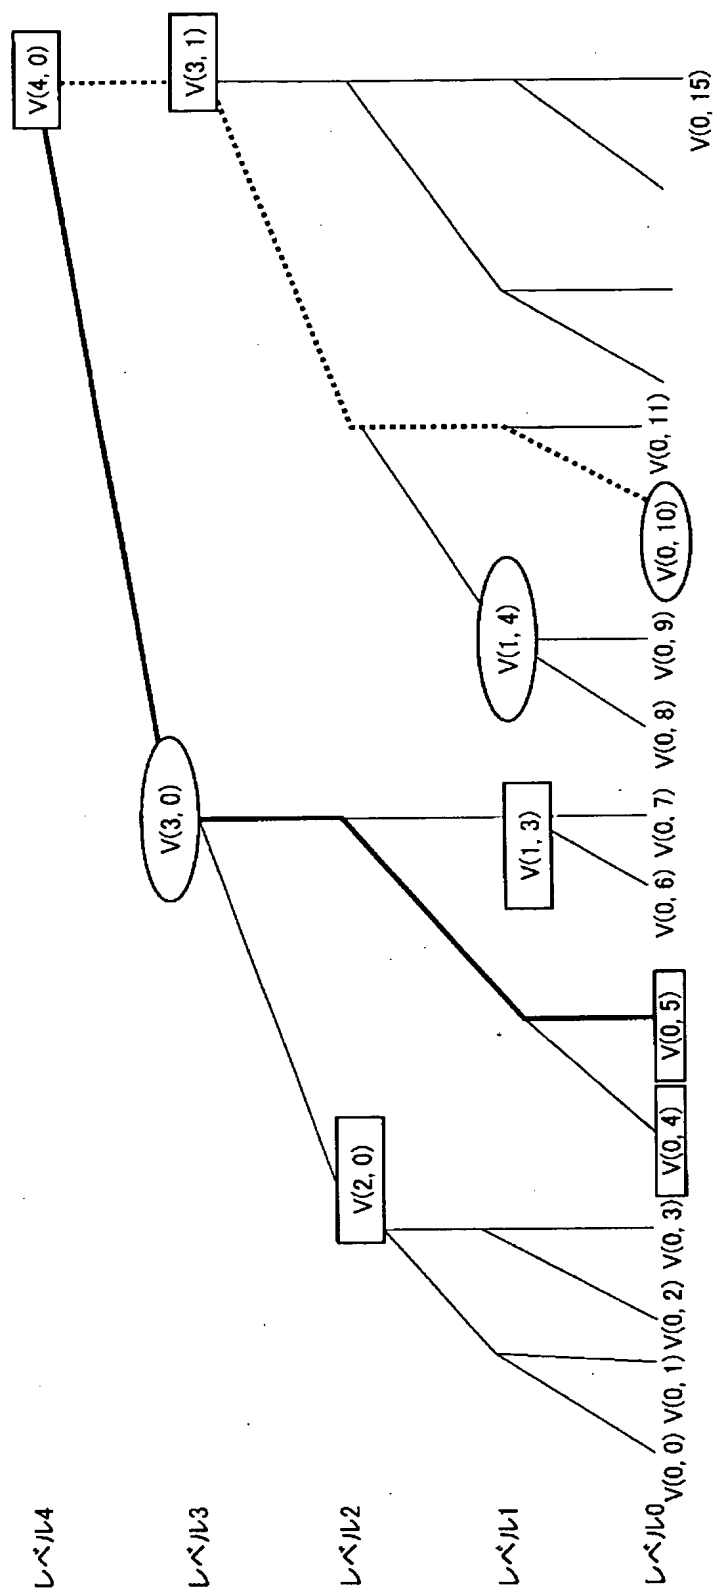 レベル4
V(4, 0)
レベル3
V(3, 0)
V(3, 1)
レベル2
V(2, 0)
レベル1
V(1, 3)
V(1, 4)
レベル0
V(0, 0)
V(0, 1)
V(0, 2)
V(0, 3)
V(0, 4)
V(0, 5)
V(0, 6)
V(0, 7)
V(0, 8)
V(0, 9)
V(0, 10)
V(0, 11)
V(0, 15)